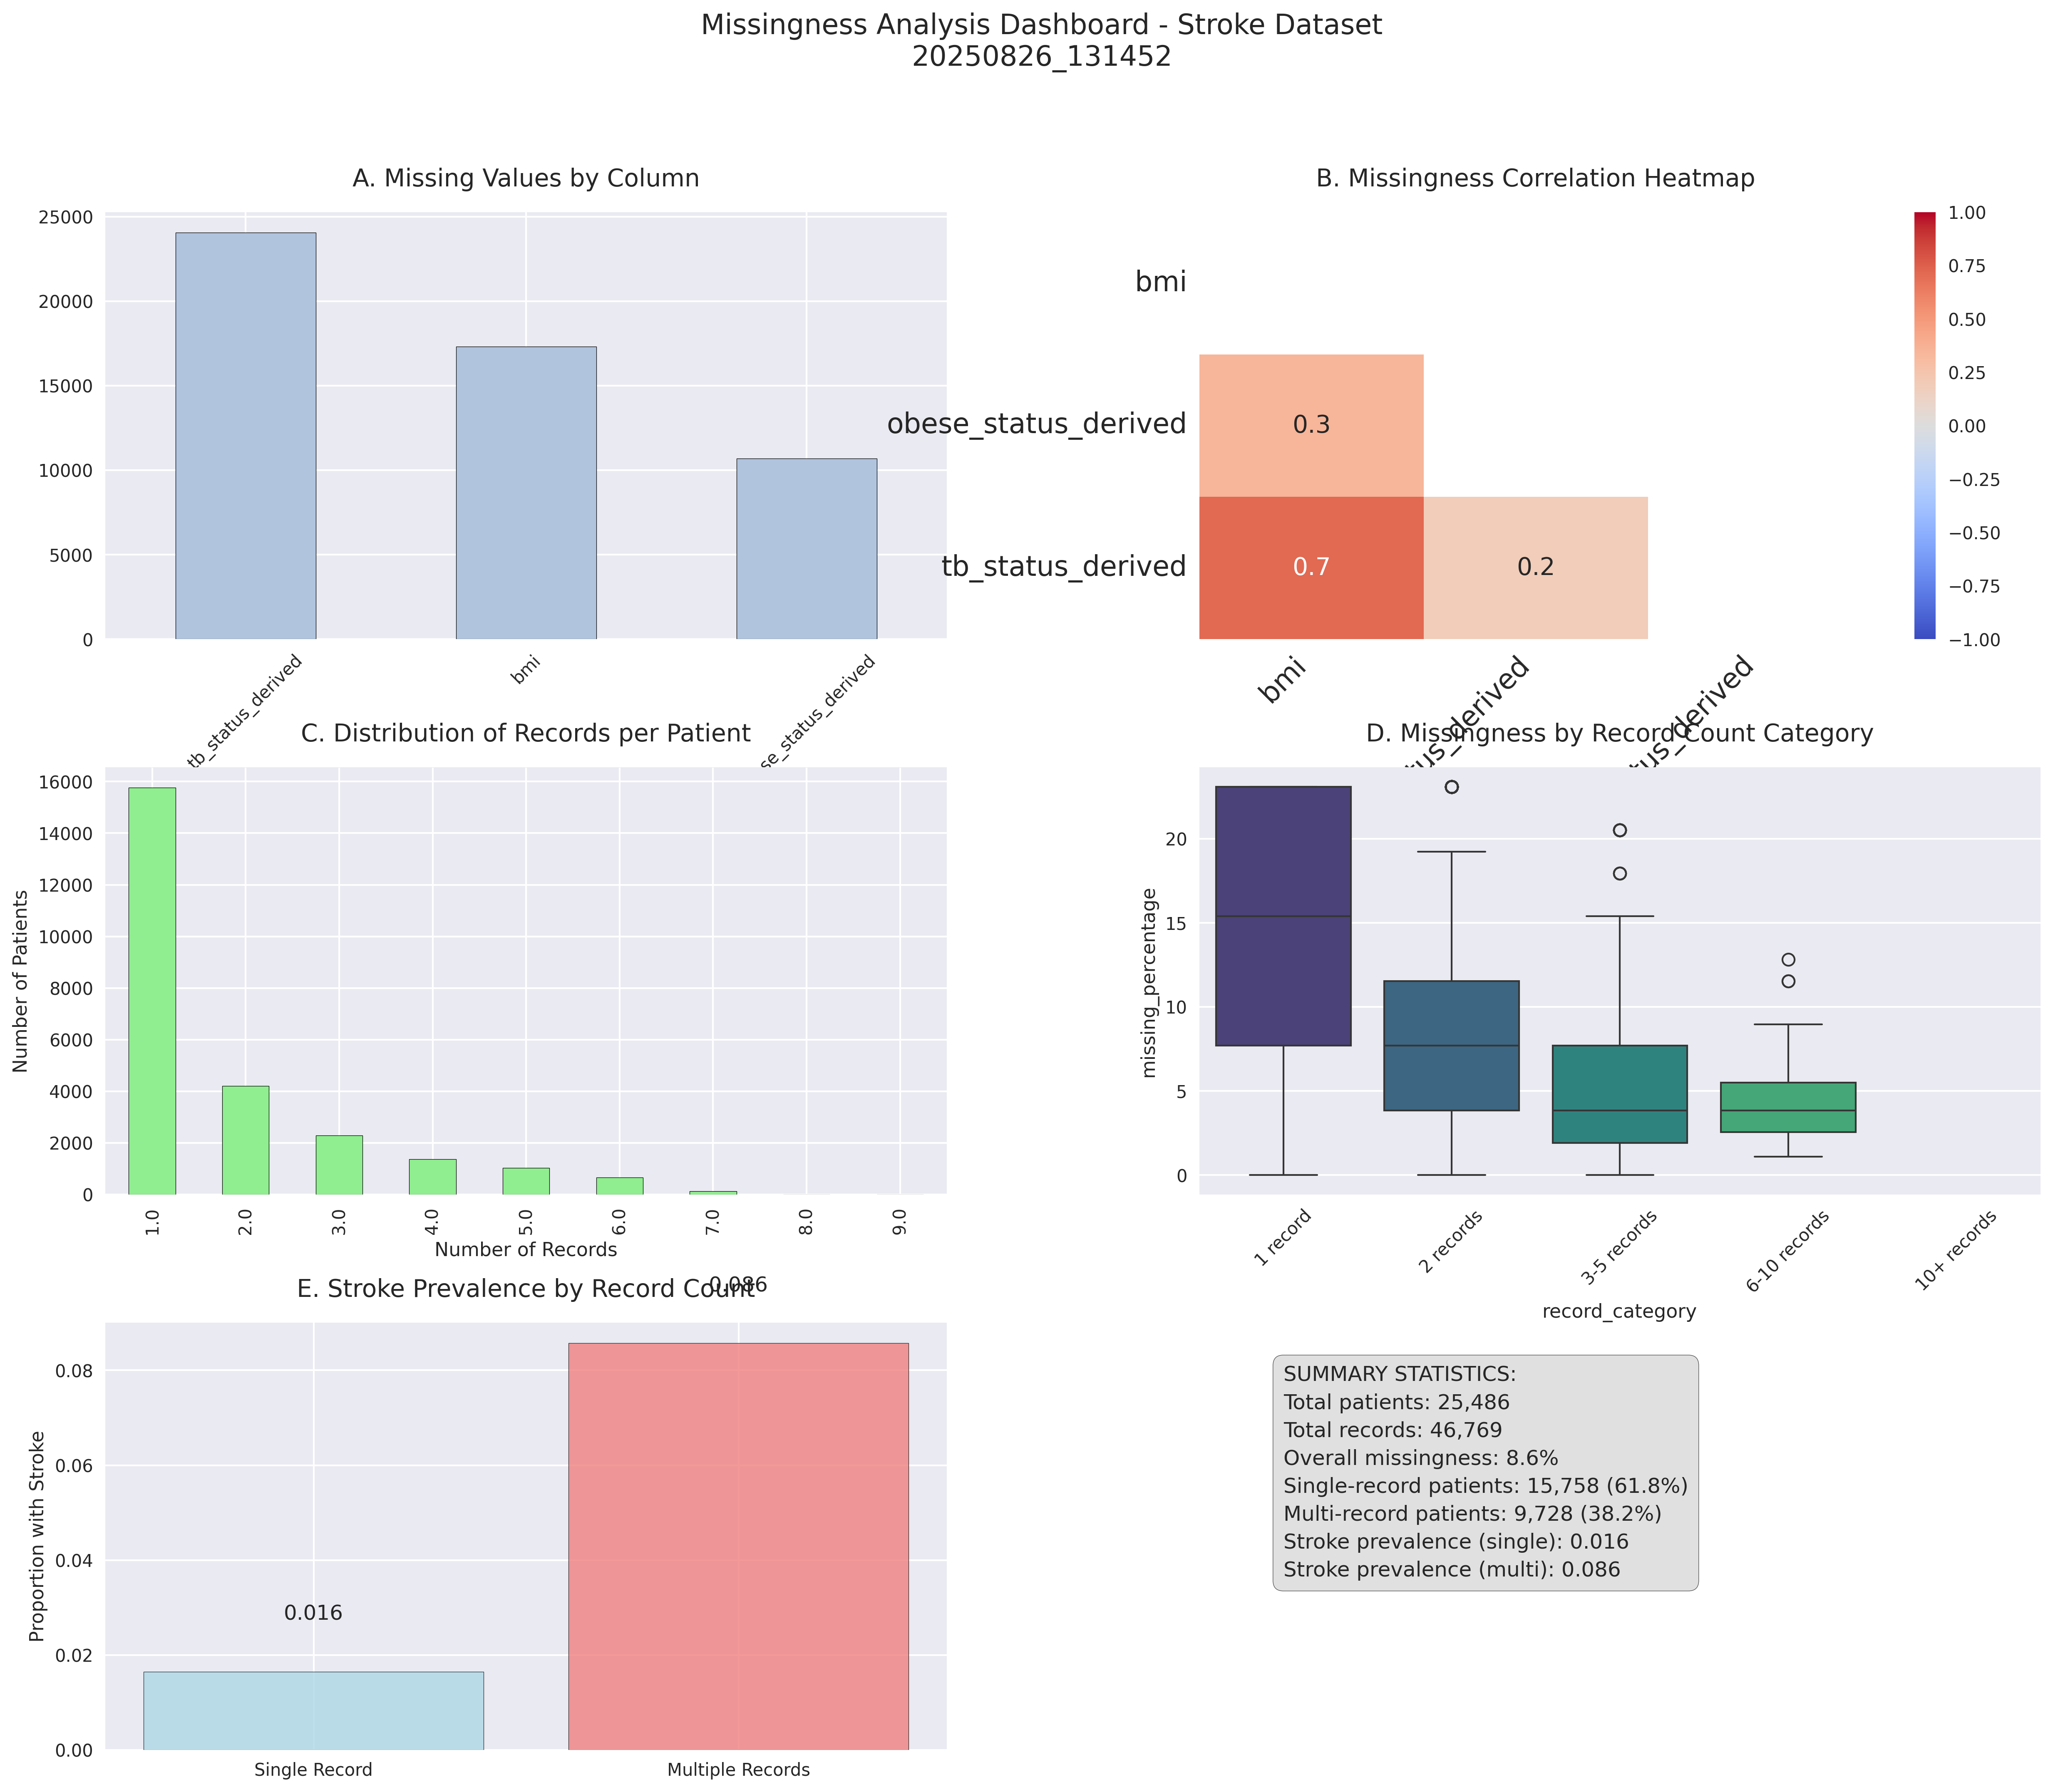 Missingness Analysis Dashboard - Stroke Dataset
20250826_131452
A. Missing Values by Column
25000
20000
15000
10000
5000
0
tb_status_derived
bmi
se_status_derived
B. Missingness Correlation Heatmap
bmi
obese_status_derived
tb_status_derived
0.3
0.7
0.2
bmi
tus_derived
tus_derived
1.00
0.75
0.50
0.25
0.00
−0.25
−0.50
−0.75
−1.00
C. Distribution of Records per Patient
Number of Patients
16000
14000
12000
10000
8000
6000
4000
2000
0
1.0
2.0
3.0
4.0
5.0
6.0
7.0
8.0
9.0
Number of Records
D. Missingness by Record Count Category
missing_percentage
20
15
10
5
0
1 record
2 records
3-5 records
6-10 records
10+ records
record_category
E. Stroke Prevalence by Record Count
0.086
Proportion with Stroke
0.08
0.06
0.04
0.02
0.00
0.016
Single Record
Multiple Records
SUMMARY STATISTICS:
Total patients: 25,486
Total records: 46,769
Overall missingness: 8.6%
Single-record patients: 15,758 (61.8%)
Multi-record patients: 9,728 (38.2%)
Stroke prevalence (single): 0.016
Stroke prevalence (multi): 0.086